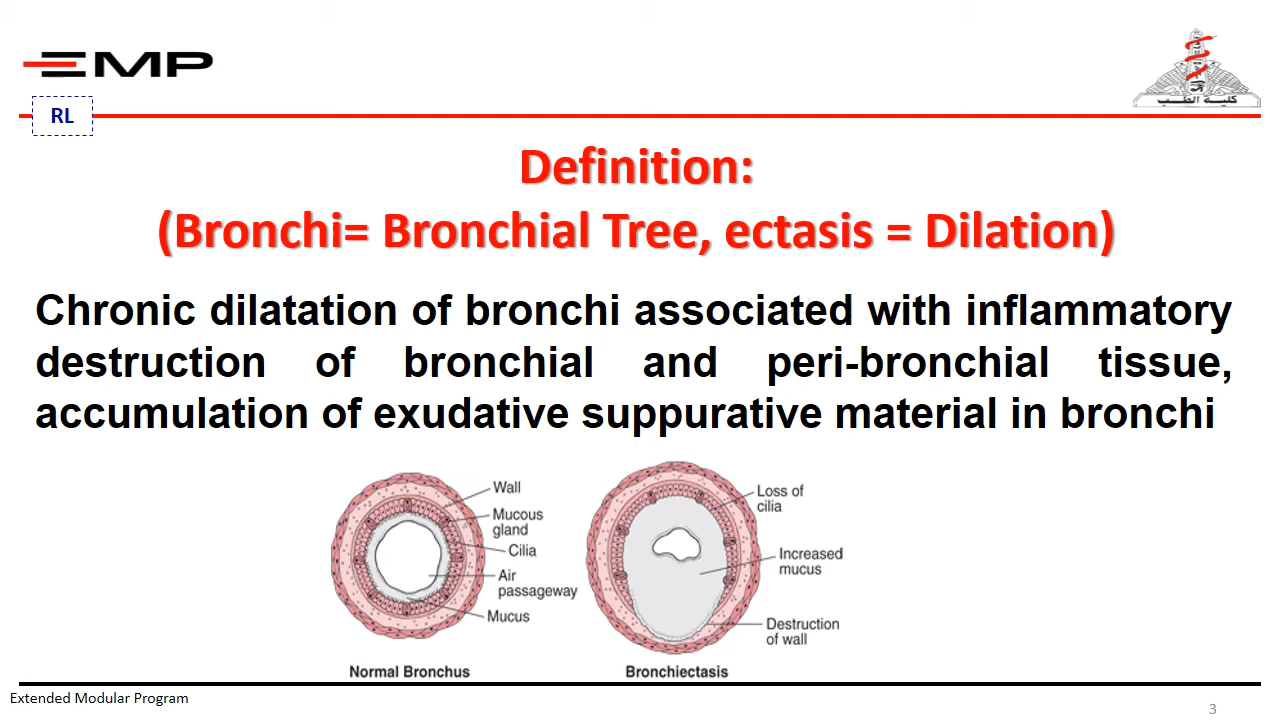 EMP
كلية الطب
RL
Definition:
(Bronchi= Bronchial Tree, ectasis = Dilation)
Chronic dilatation of bronchi associated with inflammatory
destruction of bronchial and peri-bronchial tissue,
accumulation of exudative suppurative material in bronchi
Wall
Mucous
gland
Cilia
Air
passageway
Mucus
Normal Bronchus
Loss of
cilia
Increased
mucus
Destruction
of wall
Bronchiectasis
Extended Modular Program
3